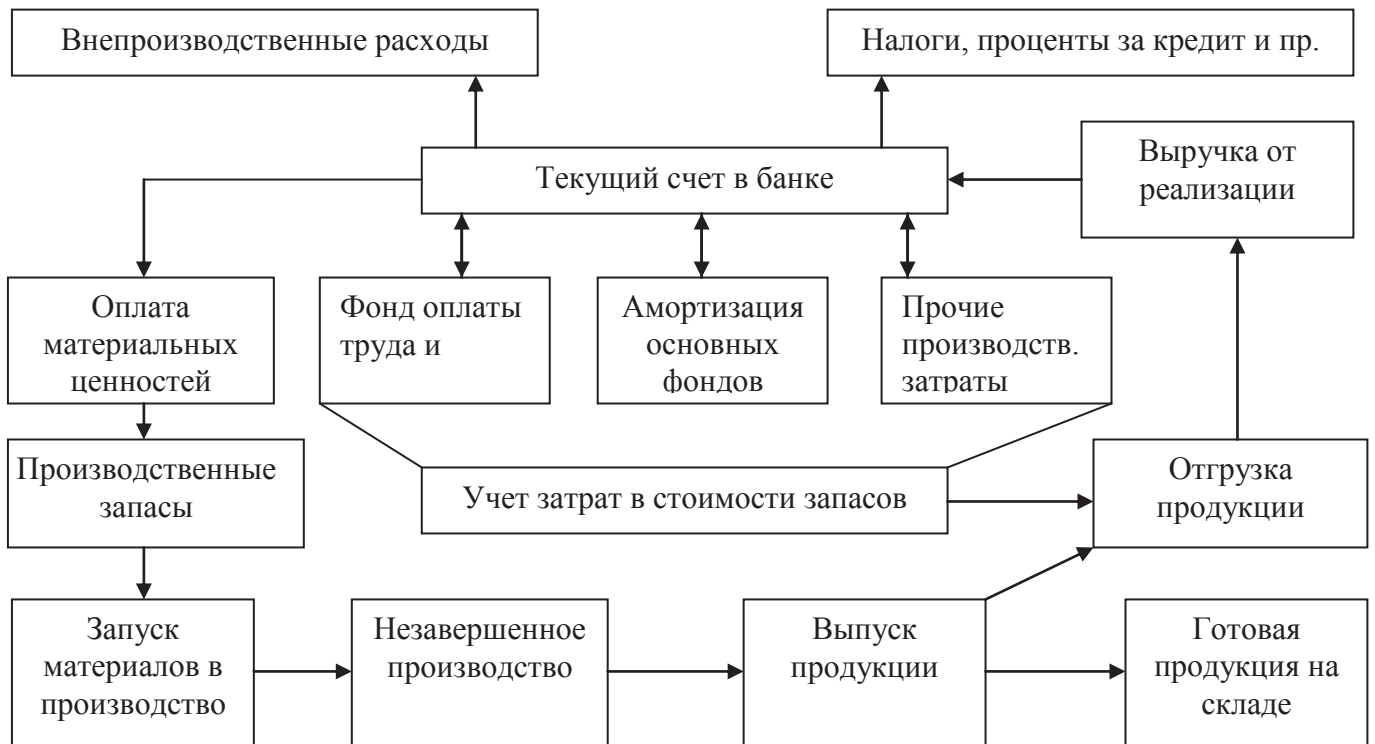 Внепроизводственные расходы
Налоги, проценты за кредит и пр.
Текущий счет в банке
Выручка от
реализации
Оплата
материальных
ценностей
Фонд оплаты
труда и
Амортизация
основных
фондов
Прочие
производств.
затраты
Производственные
запасы
Учет затрат в стоимости запасов
Отгрузка
продукции
Запуск
материалов в
производство
Незавершенное
производство
Выпуск
продукции
Готовая
продукция на
складе